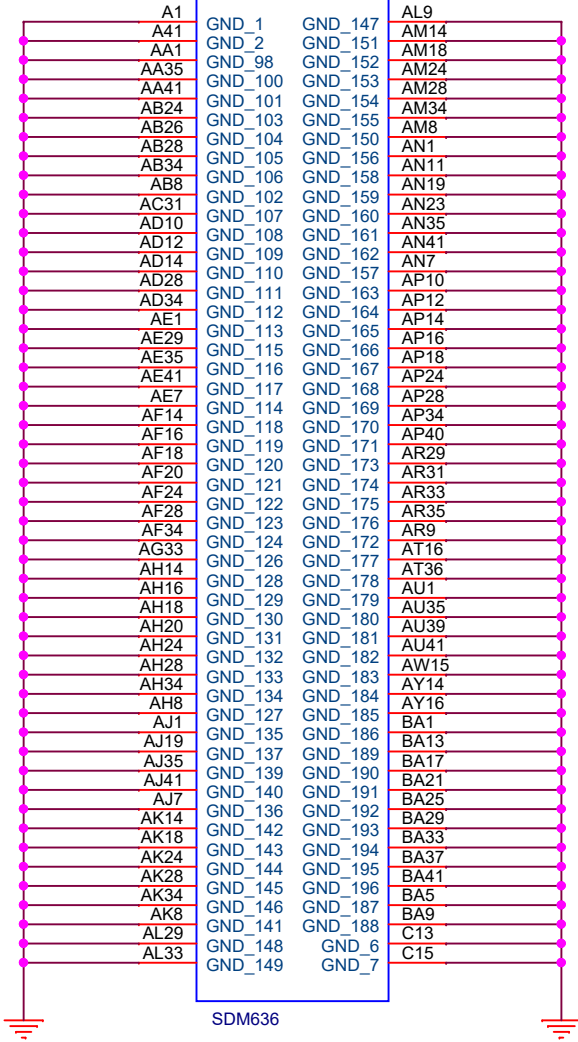 A1 GND_1 GND_147 AL9
A41 GND_2 GND_151 AM14
AA1 GND_98 GND_152 AM18
AA35 GND_100 GND_153 AM24
AA41 GND_101 GND_154 AM28
AB24 GND_103 GND_155 AM34
AB26 GND_104 GND_150 AM8
AB28 GND_105 GND_156 AN1
AB34 GND_106 GND_158 AN11
AB8 GND_102 GND_159 AN19
AC31 GND_107 GND_160 AN23
AD10 GND_108 GND_161 AN35
AD12 GND_109 GND_162 AN41
AD14 GND_110 GND_157 AN7
AD28 GND_111 GND_163 AP10
AD34 GND_112 GND_164 AP12
AE1 GND_113 GND_165 AP14
AE29 GND_115 GND_166 AP16
AE35 GND_116 GND_167 AP18
AE41 GND_117 GND_168 AP24
AE7 GND_114 GND_169 AP28
AF14 GND_118 GND_170 AP34
AF16 GND_119 GND_171 AP40
AF18 GND_120 GND_173 AR29
AF20 GND_121 GND_174 AR31
AF24 GND_122 GND_175 AR33
AF28 GND_123 GND_176 AR35
AF34 GND_124 GND_172 AR9
AG33 GND_126 GND_177 AT16
AH14 GND_128 GND_178 AT36
AH16 GND_129 GND_179 AU1
AH18 GND_130 GND_180 AU35
AH20 GND_131 GND_181 AU39
AH24 GND_132 GND_182 AU41
AH28 GND_133 GND_183 AW15
AH34 GND_134 GND_184 AY14
AH8 GND_127 GND_185 AY16
AJ1 GND_135 GND_186 BA1
AJ19 GND_137 GND_189 BA13
AJ35 GND_139 GND_190 BA17
AJ41 GND_140 GND_191 BA21
AJ7 GND_136 GND_192 BA25
AK14 GND_142 GND_193 BA29
AK18 GND_143 GND_194 BA33
AK24 GND_144 GND_195 BA37
AK28 GND_145 GND_196 BA41
AK34 GND_146 GND_187 BA5
AK8 GND_141 GND_188 BA9
AL29 GND_148 GND_6 C13
AL33 GND_149 GND_7 C15
SDM636